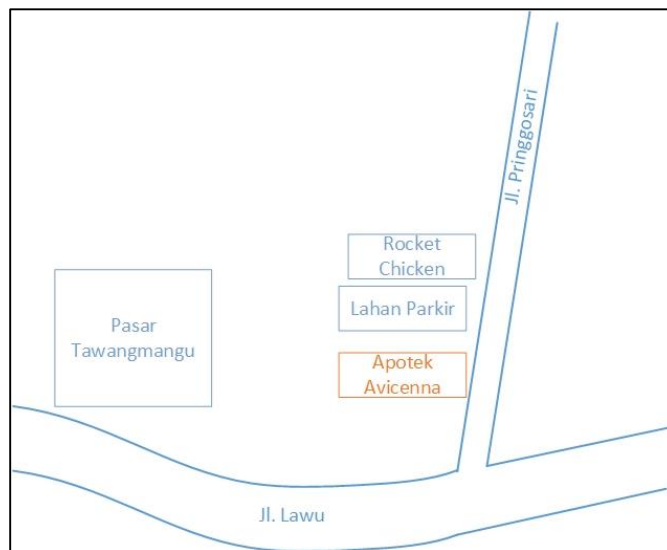 Jl. Pringgosari
Rocket
Chicken
Lahan Parkir
Pasar
Tawangmangu
Apotek
Avicenna
Jl. Lawu